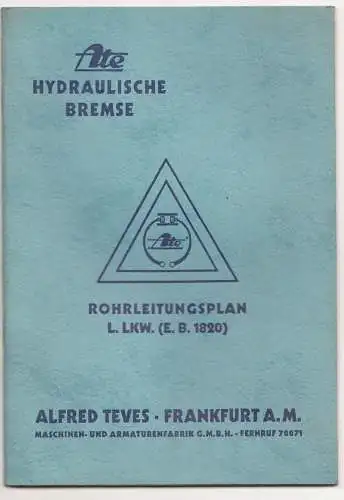 Ate
HYDRAULISCHE
BREMSE
Ate
ROHRLEITUNGSPLAN
L. LKW. (E. B. 1820)
ALFRED TEVES · FRANKFURT A. M.
MASCHINEN- UND ARMATURENFABRIK G.M.B.H. · FERNRUF 70071